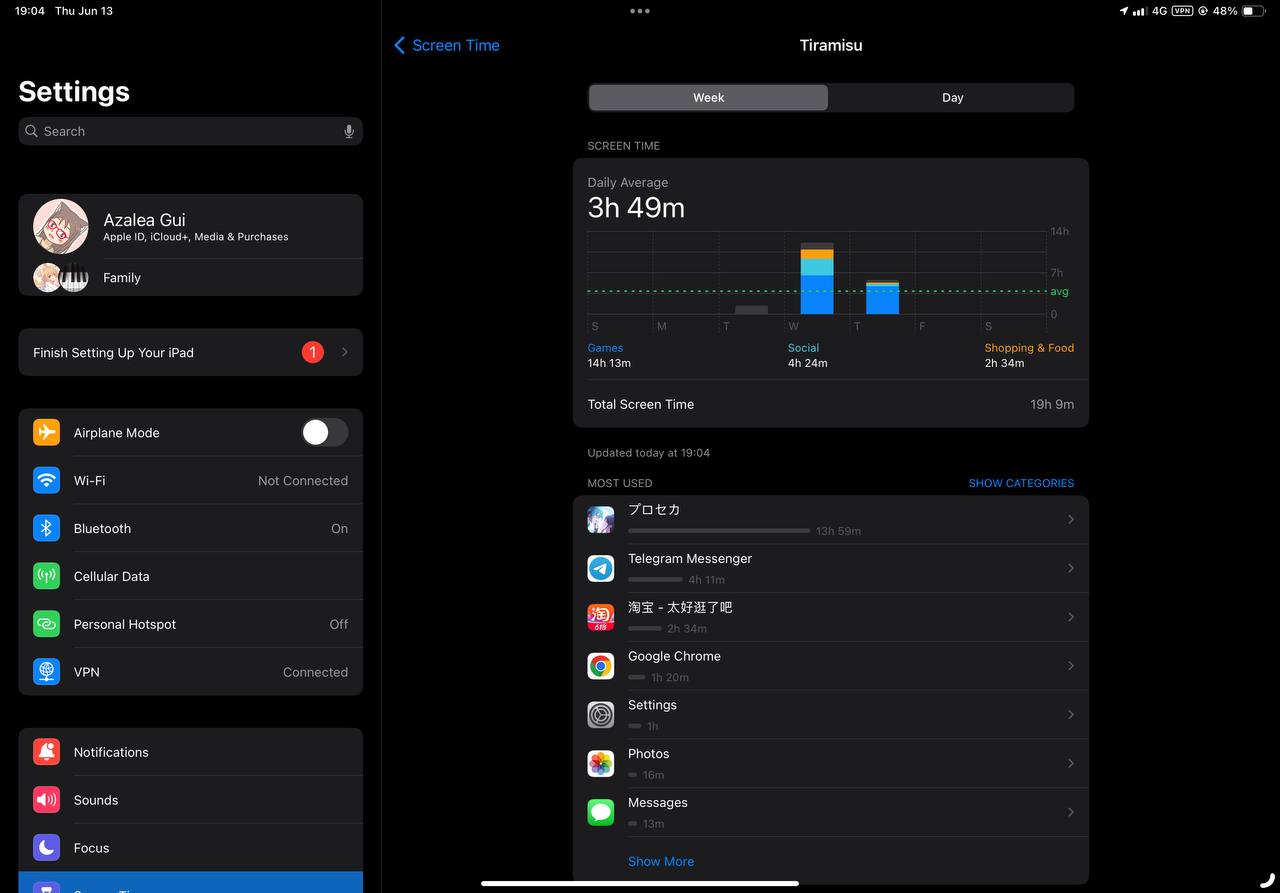 19:04 Thu Jun 13
4G VPN 48%
Settings
Search
Azalea Gui
Apple ID, iCloud+, Media & Purchases
Family
Finish Setting Up Your iPad 1
Airplane Mode
Wi-Fi Not Connected
Bluetooth On
Cellular Data
Personal Hotspot Off
VPN Connected
Notifications
Sounds
Focus
Screen Time
Tiramisu
Week Day
SCREEN TIME
Daily Average
3h 49m
14h
7h
avg
0
S M T W T F S
Games Social Shopping & Food
14h 13m 4h 24m 2h 34m
Total Screen Time 19h 9m
Updated today at 19:04
MOST USED SHOW CATEGORIES
プロセカ
13h 59m
Telegram Messenger
4h 11m
淘
618
淘宝 - 太好逛了吧
2h 34m
Google Chrome
1h 20m
Settings
1h
Photos
16m
Messages
13m
Show More